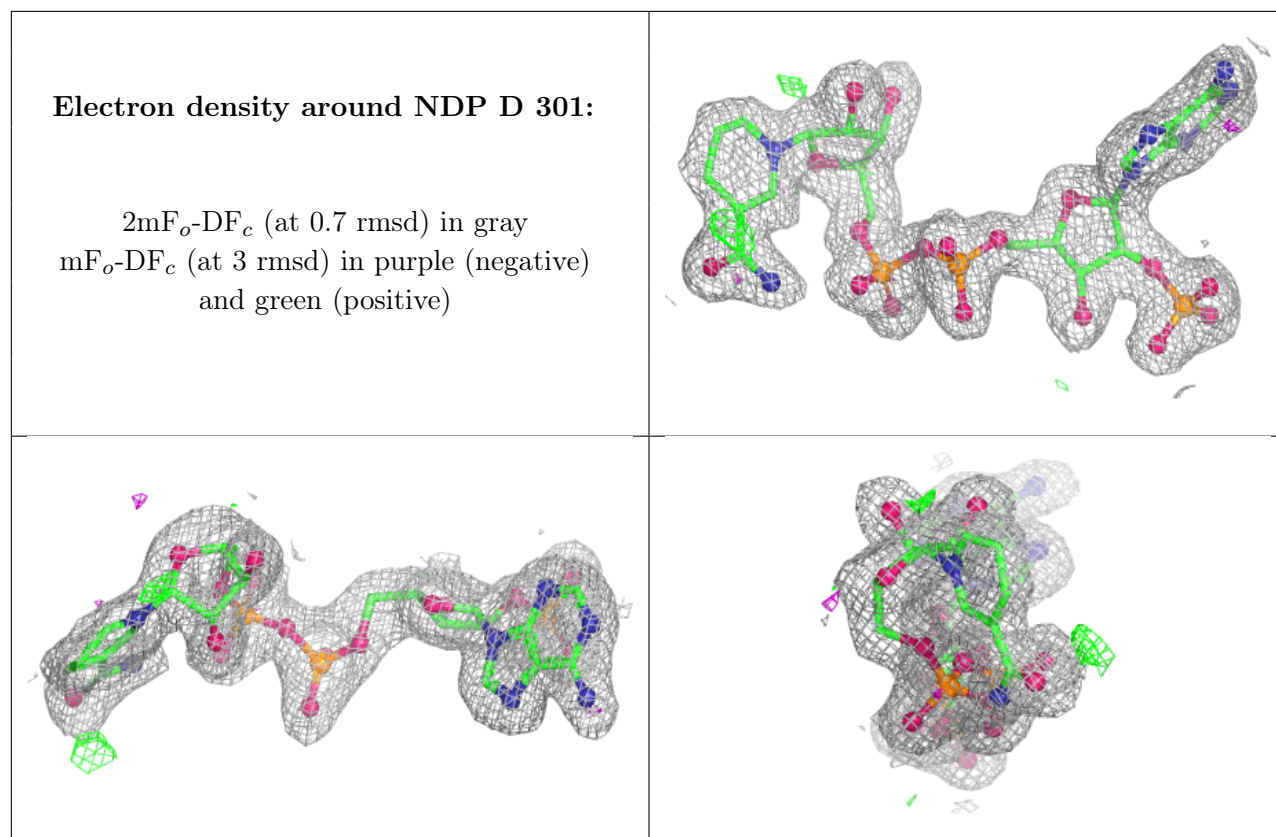 Electron density around NDP D 301:
2mFo-DFc (at 0.7 rmsd) in gray
mFo-DFc (at 3 rmsd) in purple (negative)
and green (positive)